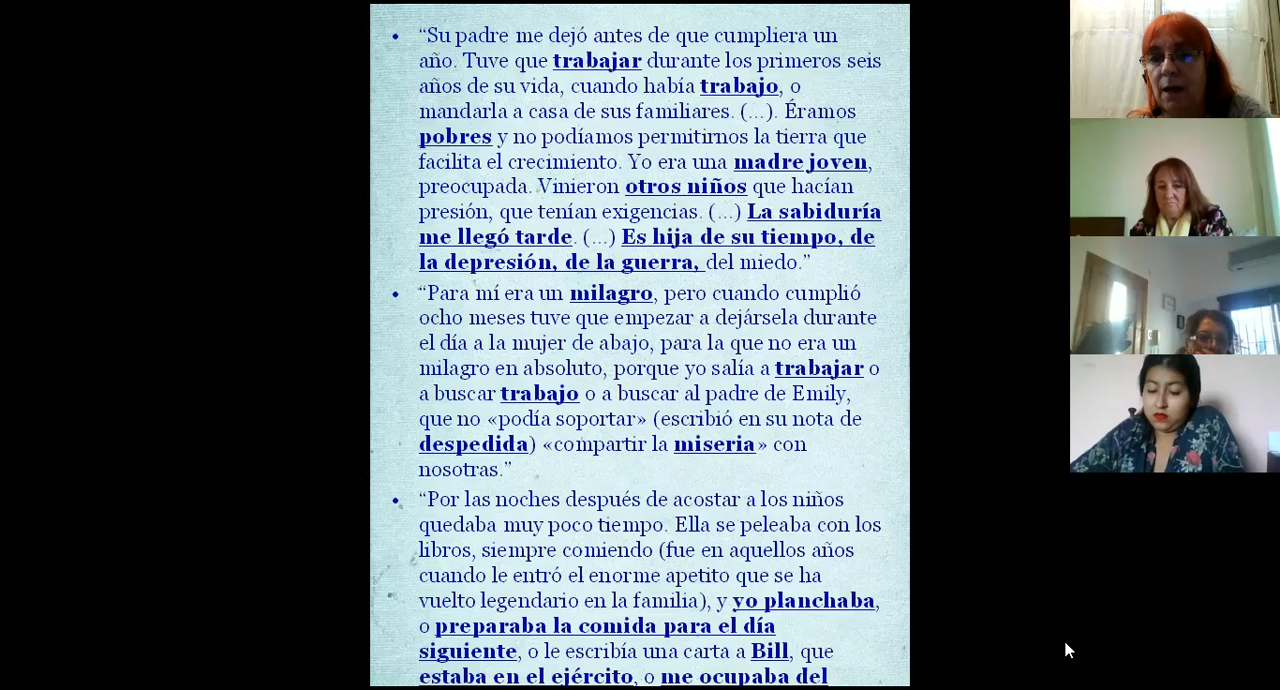 • “Su padre me dejó antes de que cumpliera un
año. Tuve que trabajar durante los primeros seis
años de su vida, cuando había trabajo, o
mandarla a casa de sus familiares. (...). Éramos
pobres y no podíamos permitirnos la tierra que
facilita el crecimiento. Yo era una madre joven,
preocupada. Vinieron otros niños que hacían
presión, que tenían exigencias. (...) La sabiduría
me llegó tarde. (...) Es hija de su tiempo, de
la depresión, de la guerra, del miedo.”
• “Para mí era un milagro, pero cuando cumplió
ocho meses tuve que empezar a dejársela durante
el día a la mujer de abajo, para la que no era un
milagro en absoluto, porque yo salía a trabajar o
a buscar trabajo o a buscar al padre de Emily,
que no «podía soportar» (escribió en su nota de
despedida) «compartir la miseria» con
nosotras.”
• “Por las noches después de acostar a los niños
quedaba muy poco tiempo. Ella se peleaba con los
libros, siempre comiendo (fue en aquellos años
cuando le entró el enorme apetito que se ha
vuelto legendario en la familia), y yo planchaba,
o preparaba la comida para el día
siguiente, o le escribía una carta a Bill, que
estaba en el ejército, o me ocupaba del